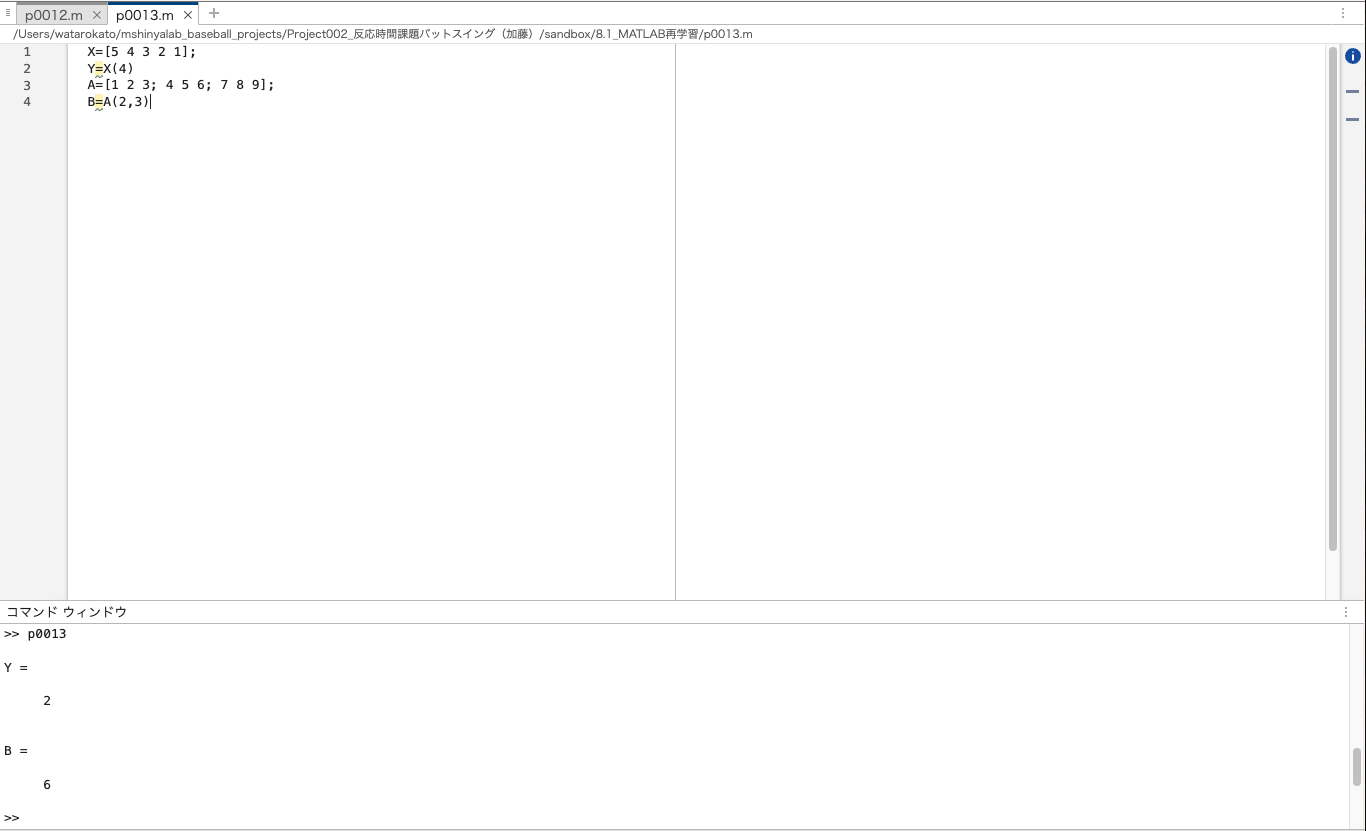 p0012.m × p0013.m × +
/Users/watarokato/mshinyalab_baseball_projects/Project002_反応時間課題バットスイング（加藤）/sandbox/8.1_MATLAB再学習/p0013.m
1 X=[5 4 3 2 1];
2 Y=X(4)
3 A=[1 2 3; 4 5 6; 7 8 9];
4 B=A(2,3)
コマンド ウィンドウ
>> p0013
Y =
2
B =
6
>>